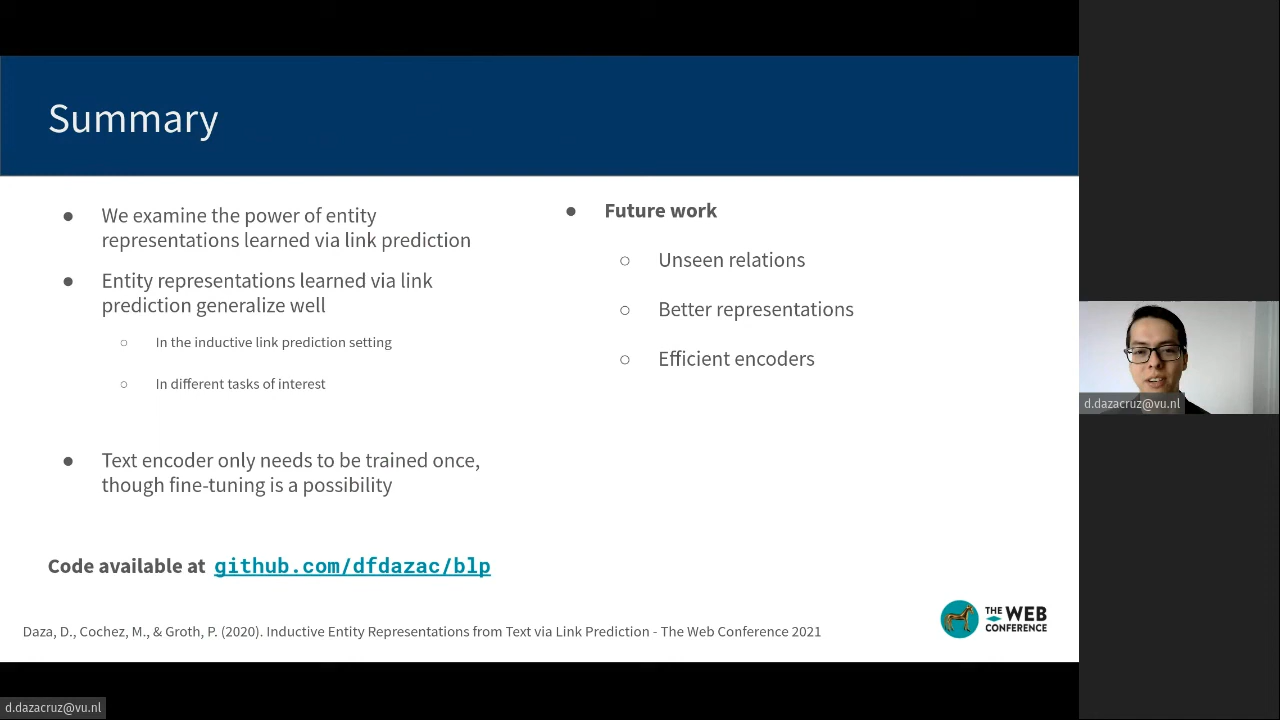 Summary
We examine the power of entity
representations learned via link prediction
Entity representations learned via link
prediction generalize well
In the inductive link prediction setting
In different tasks of interest
Text encoder only needs to be trained once,
though fine-tuning is a possibility
Future work
Unseen relations
Better representations
Efficient encoders
Code available at github.com/dfdazac/blp
Daza, D., Cochez, M., & Groth, P. (2020). Inductive Entity Representations from Text via Link Prediction - The Web Conference 2021
THE WEB
CONFERENCE
d.dazacruz@vu.nl
d.dazacruz@vu.nl